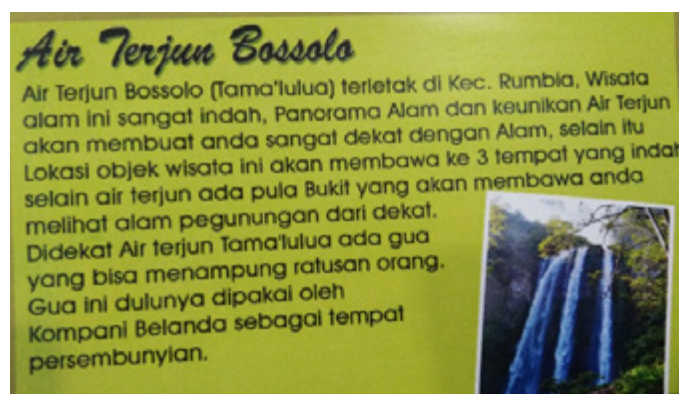 Air Terjun Bossolo
Air Terjun Bossolo (Tama'lulua) terletak di Kec. Rumbia, Wisata
alam ini sangat indah, Panorama Alam dan keunikan Air Terjun
akan membuat anda sangat dekat dengan Alam, selain itu
Lokasi objek wisata ini akan membawa ke 3 tempat yang indah
selain air terjun ada pula Bukit yang akan membawa anda
melihat alam pegunungan dari dekat.
Didekat Air terjun Tama'lulua ada gua
yang bisa menampung ratusan orang.
Gua ini dulunya dipakai oleh
Kompani Belanda sebagai tempat
persembunyian.